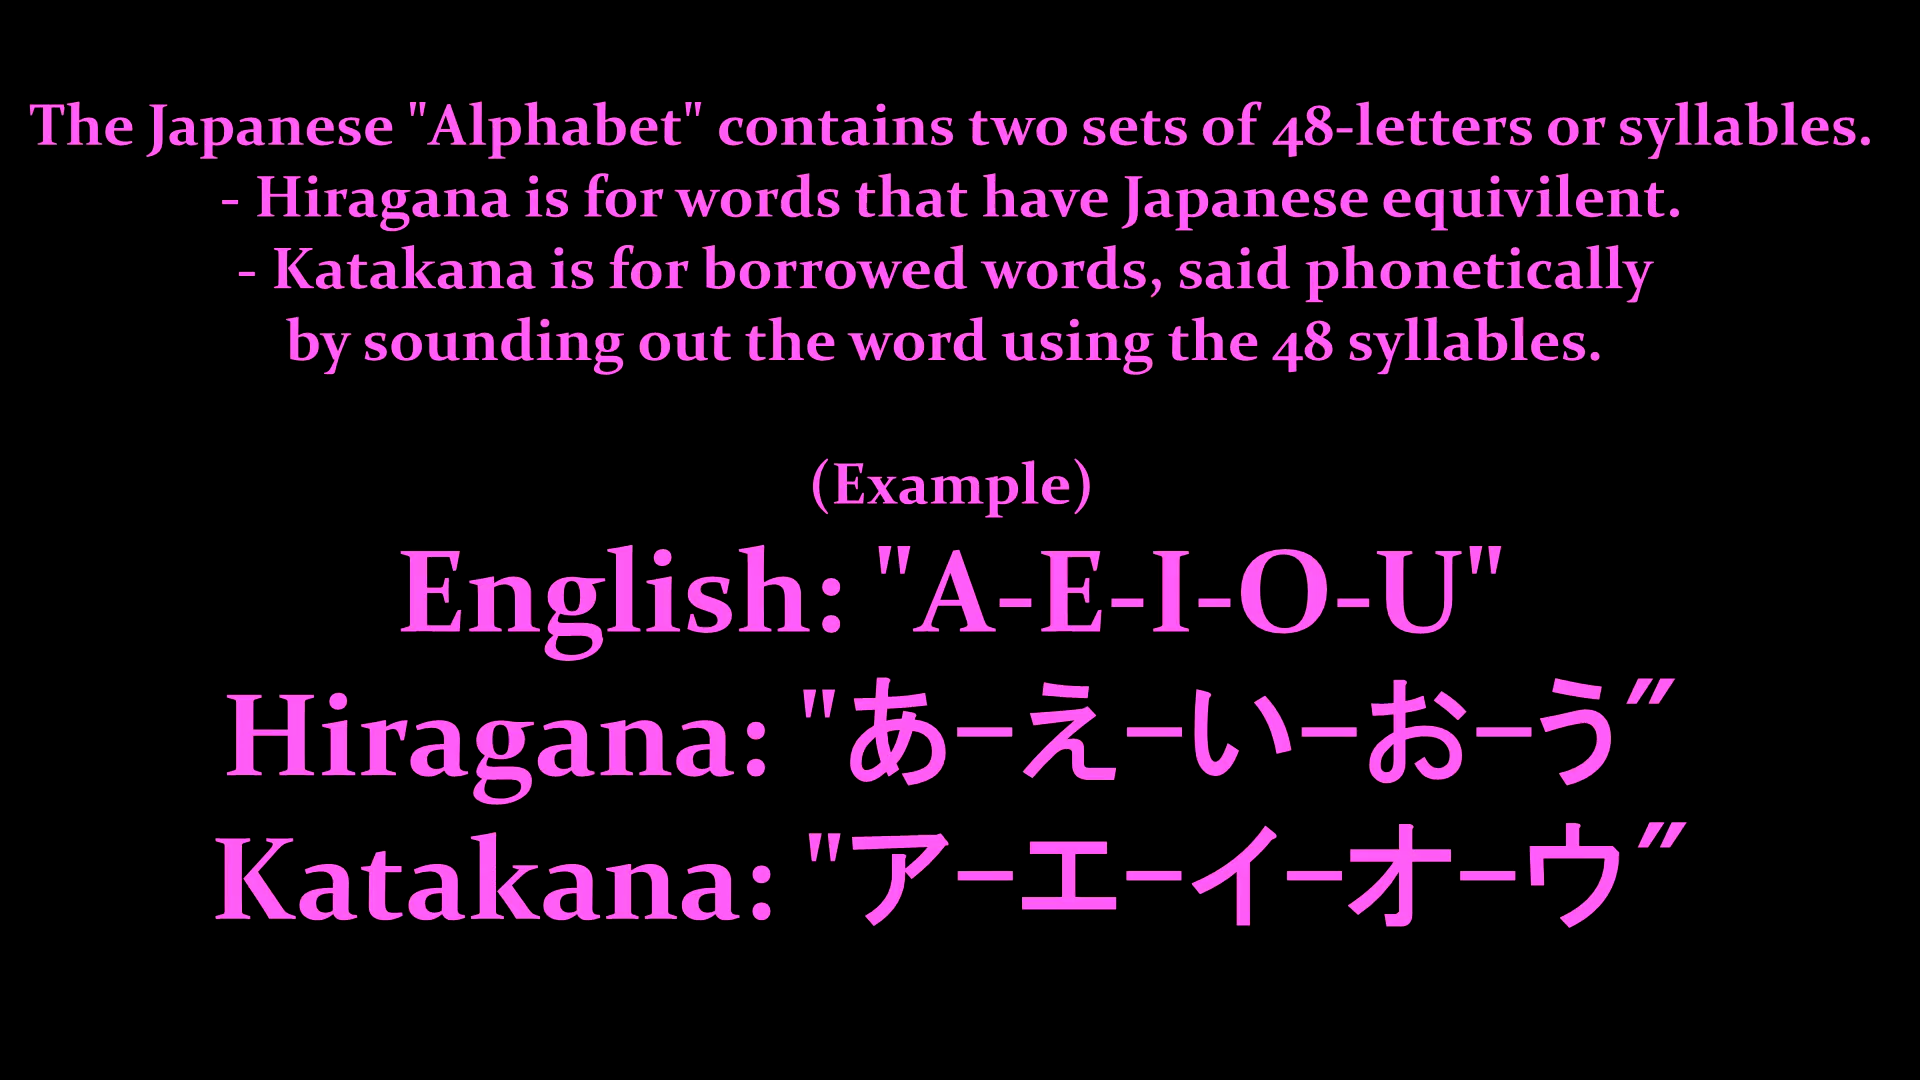 The Japanese "Alphabet" contains two sets of 48-letters or syllables.
- Hiragana is for words that have Japanese equivilent.
- Katakana is for borrowed words, said phonetically
by sounding out the word using the 48 syllables.
(Example)
English: "A-E-I-O-U"
Hiragana: "あ–え–い–お–う”
Katakana: "ア–エ–イ–オ–ウ”